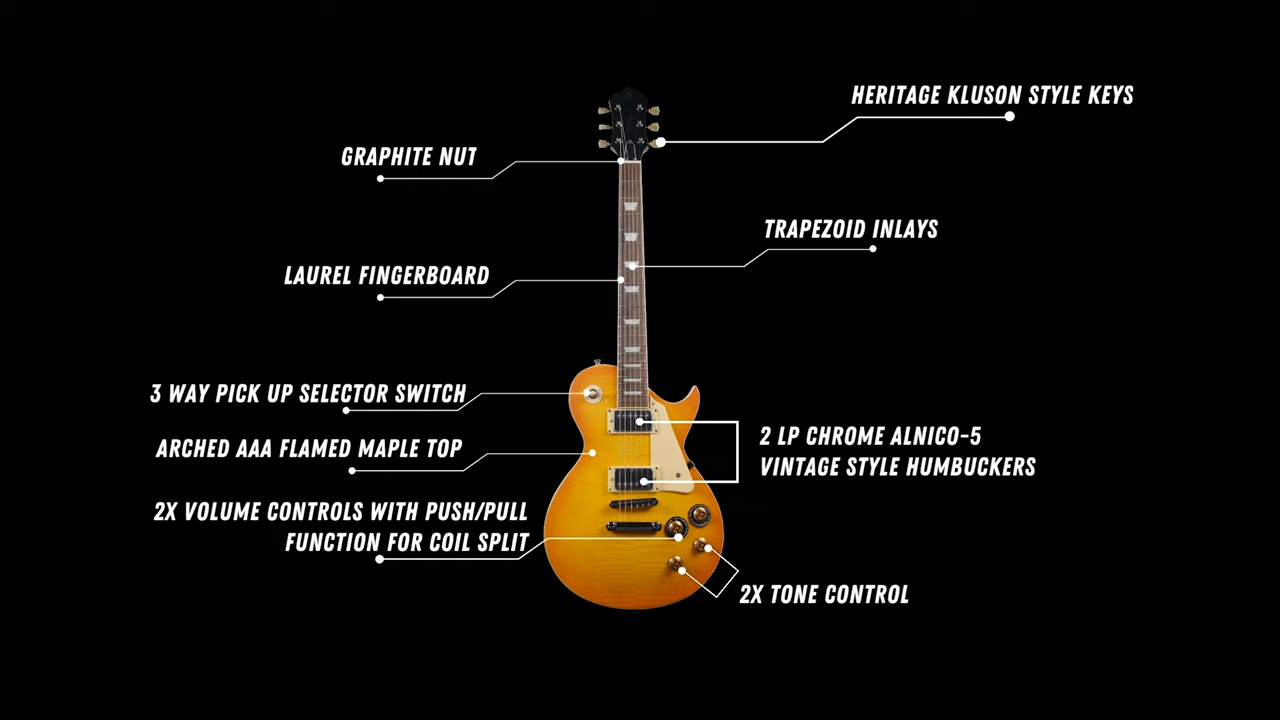 HERITAGE KLUSON STYLE KEYS
GRAPHITE NUT
TRAPEZOID INLAYS
LAUREL FINGERBOARD
3 WAY PICK UP SELECTOR SWITCH
2 LP CHROME ALNICO-5
VINTAGE STYLE HUMBUCKERS
ARCHED AAA FLAMED MAPLE TOP
2X VOLUME CONTROLS WITH PUSH/PULL
FUNCTION FOR COIL SPLIT
2X TONE CONTROL